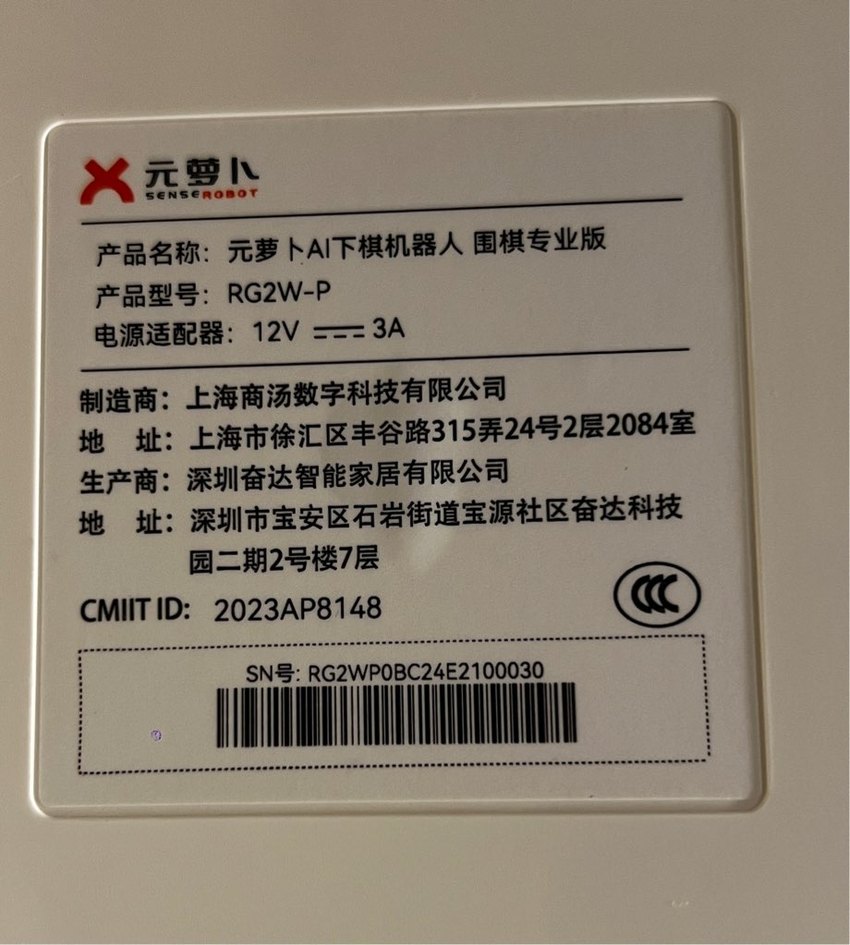 元萝卜
SENSEROBOT
产品名称：元萝卜AI下棋机器人 围棋专业版
产品型号：RG2W-P
电源适配器：12V ⎓ 3A
制造商：上海商汤数字科技有限公司
地　址：上海市徐汇区丰谷路315弄24号2层2084室
生产商：深圳奋达智能家居有限公司
地　址：深圳市宝安区石岩街道宝源社区奋达科技
园二期2号楼7层
CMIIT ID: 2023AP8148
CCC
SN号: RG2WP0BC24E2100030